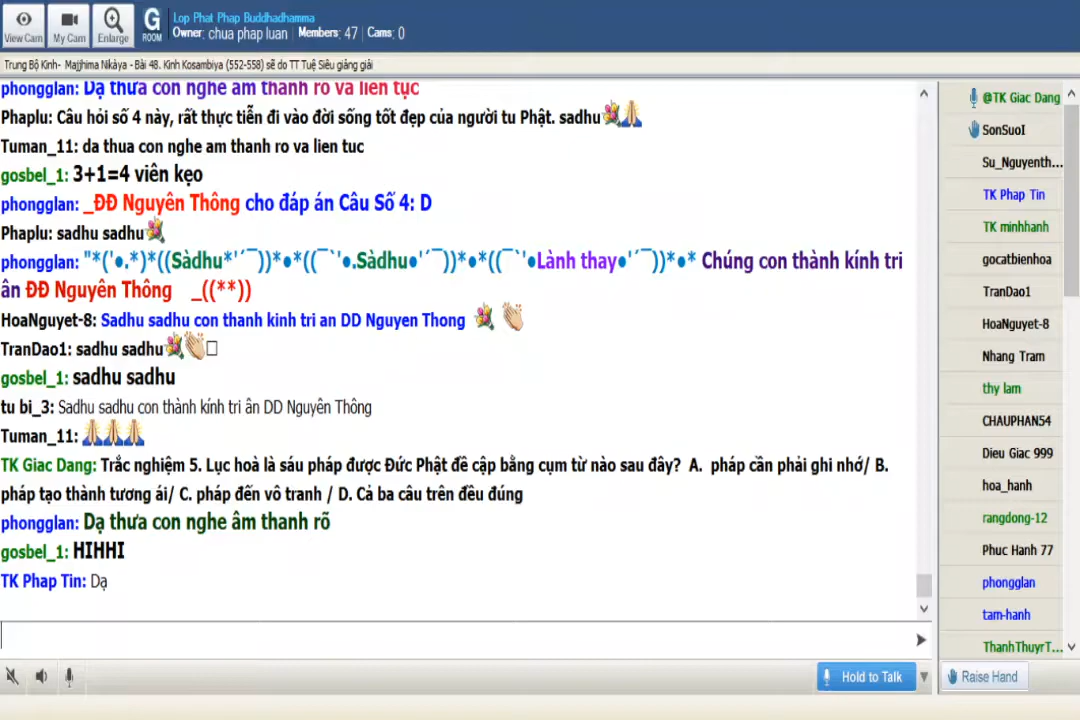 Lop Phat Phap Buddhadhamma
View Cam My Cam Enlarge G ROOM Owner: chua phap luan Members: 47 Cams: 0
Trung Bộ Kinh- Majjhima Nikàya - Bài 48. Kinh Kosambiya (552-558) sẽ do TT Tuệ Siêu giảng giải
phongglan: Dạ thưa con nghe âm thanh rõ và liên tục
Phaplu: Câu hỏi số 4 này, rất thực tiễn đi vào đời sống tốt đẹp của người tu Phật. sadhu
Tuman_11: da thua con nghe am thanh ro va lien tuc
gosbel_1: 3+1=4 viên kẹo
phongglan: _ĐĐ Nguyên Thông cho đáp án Câu Số 4: D
Phaplu: sadhu sadhu
phongglan: "*('●.*)*((Sàdhu*'´¯))*●*((¯`'●.Sàdhu●'´¯))*●*((¯`'●Lành thay●'´¯))*●* Chúng con thành kính tri
ân ĐĐ Nguyên Thông _((**))
HoaNguyet-8: Sadhu sadhu con thanh kinh tri an DD Nguyen Thong
TranDao1: sadhu sadhu
gosbel_1: sadhu sadhu
tu bi_3: Sadhu sadhu con thành kính tri ân DD Nguyên Thông
Tuman_11:
TK Giac Dang: Trắc nghiệm 5. Lục hoà là sáu pháp được Đức Phật đề cập bằng cụm từ nào sau đây? A. pháp cần phải ghi nhớ/ B.
pháp tạo thành tương ái/ C. pháp đến vô tranh / D. Cả ba câu trên đều đúng
phongglan: Dạ thưa con nghe âm thanh rõ
gosbel_1: HIHHI
TK Phap Tin: Dạ
@TK Giac Dang
SonSuoI
Su_Nguyenth...
TK Phap Tin
TK minhhanh
gocatbienhoa
TranDao1
HoaNguyet-8
Nhang Tram
thy lam
CHAUPHAN54
Dieu Giac 999
hoa_hanh
rangdong-12
Phuc Hanh 77
phongglan
tam-hanh
ThanhThuyrT...
Hold to Talk
Raise Hand